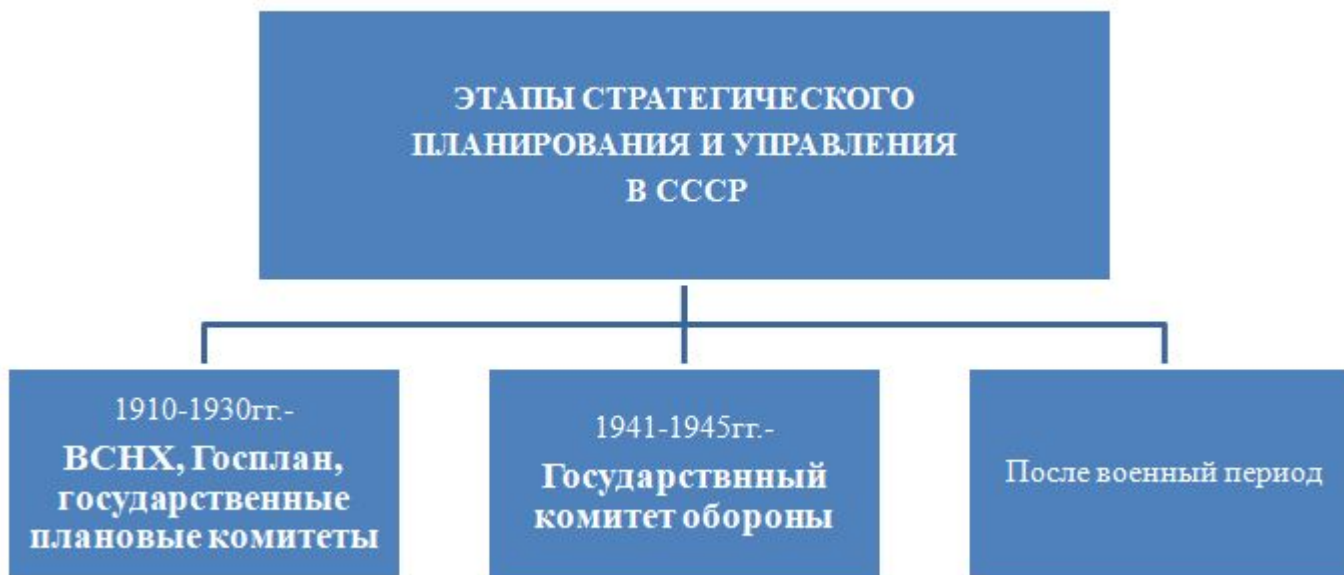 ЭТАПЫ СТРАТЕГИЧЕСКОГО
ПЛАНИРОВАНИЯ И УПРАВЛЕНИЯ
В СССР
1910-1930гг.-
ВСНХ, Госплан,
государственные
плановые комитеты
1941-1945гг.-
Государствнный
комитет обороны
После военный период